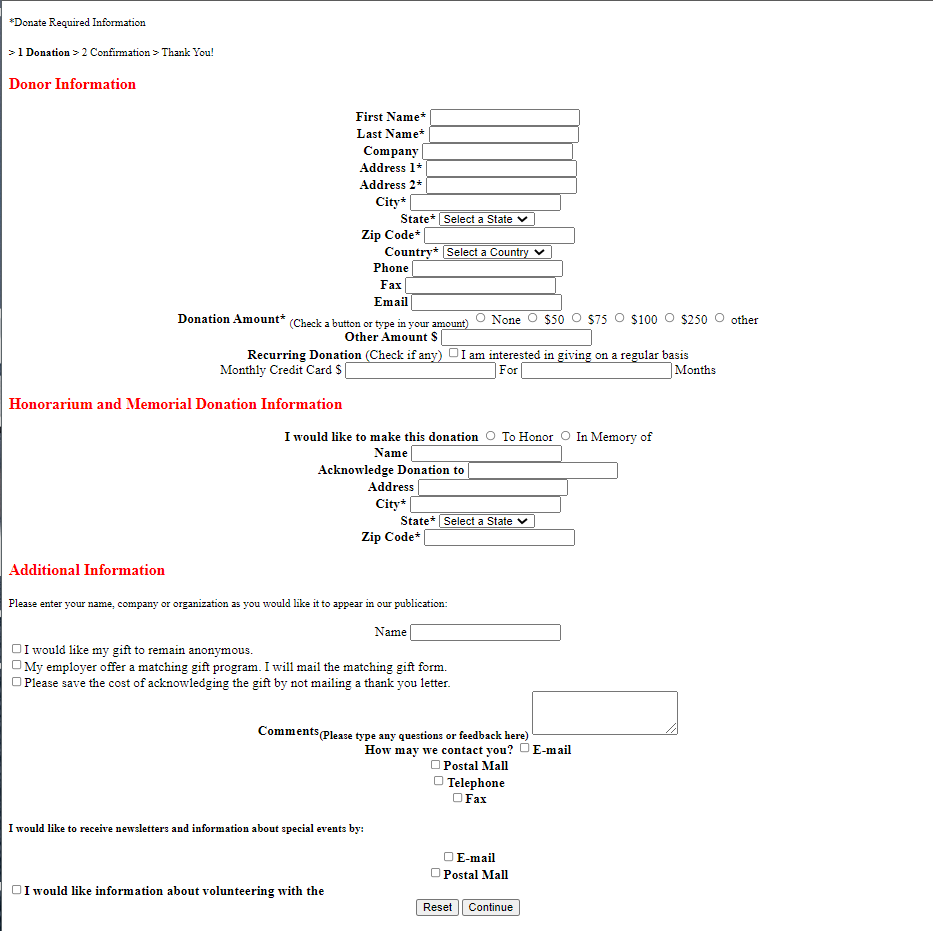 *Donate Required Information
> 1 Donation > 2 Confirmation > Thank You!
Donor Information
First Name*
Last Name*
Company
Address 1*
Address 2*
City*
State* Select a State
Zip Code*
Country* Select a Country
Phone
Fax
Email
Donation Amount* (Check a button or type in your amount) None $50 $75 $100 $250 other
Other Amount $
Recurring Donation (Check if any) I am interested in giving on a regular basis
Monthly Credit Card $ For Months
Honorarium and Memorial Donation Information
I would like to make this donation To Honor In Memory of
Name
Acknowledge Donation to
Address
City*
State* Select a State
Zip Code*
Additional Information
Please enter your name, company or organization as you would like it to appear in our publication:
Name
I would like my gift to remain anonymous.
My employer offer a matching gift program. I will mail the matching gift form.
Please save the cost of acknowledging the gift by not mailing a thank you letter.
Comments(Please type any questions or feedback here)
How may we contact you? E-mail
Postal Mall
Telephone
Fax
I would like to receive newsletters and information about special events by:
E-mail
Postal Mall
I would like information about volunteering with the
Reset Continue